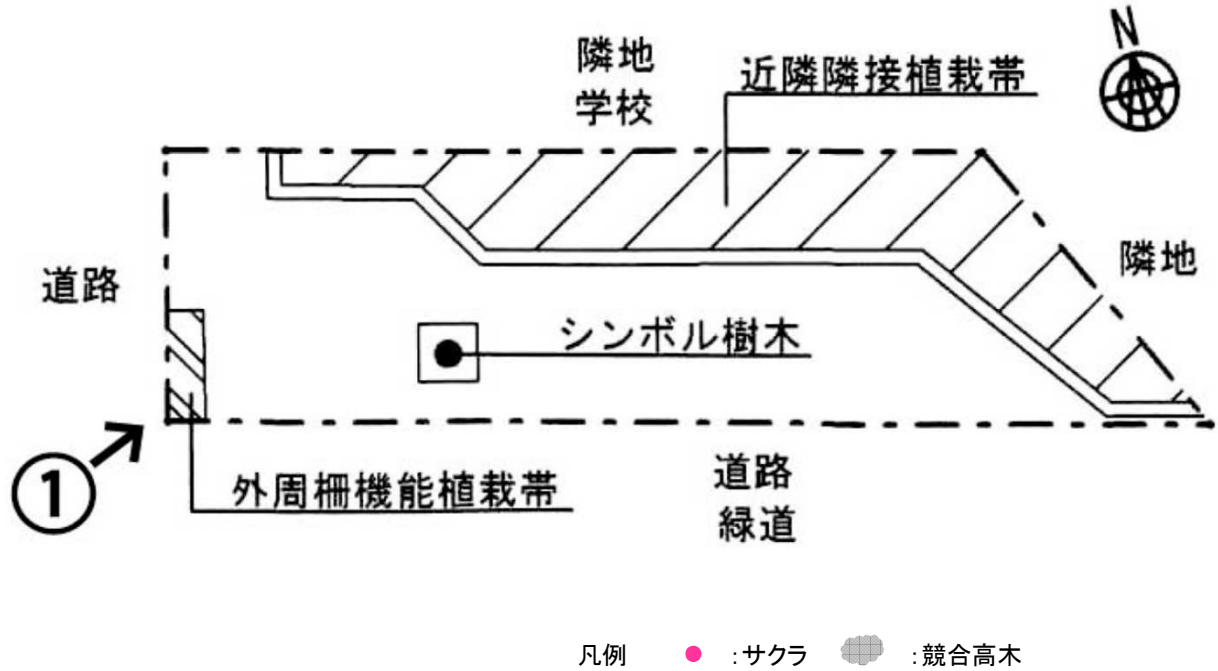 N
隣地
学校
近隣隣接植栽帯
道路
隣地
シンボル樹木
①
外周柵機能植栽帯
道路
緑道
凡例 :サクラ :競合高木